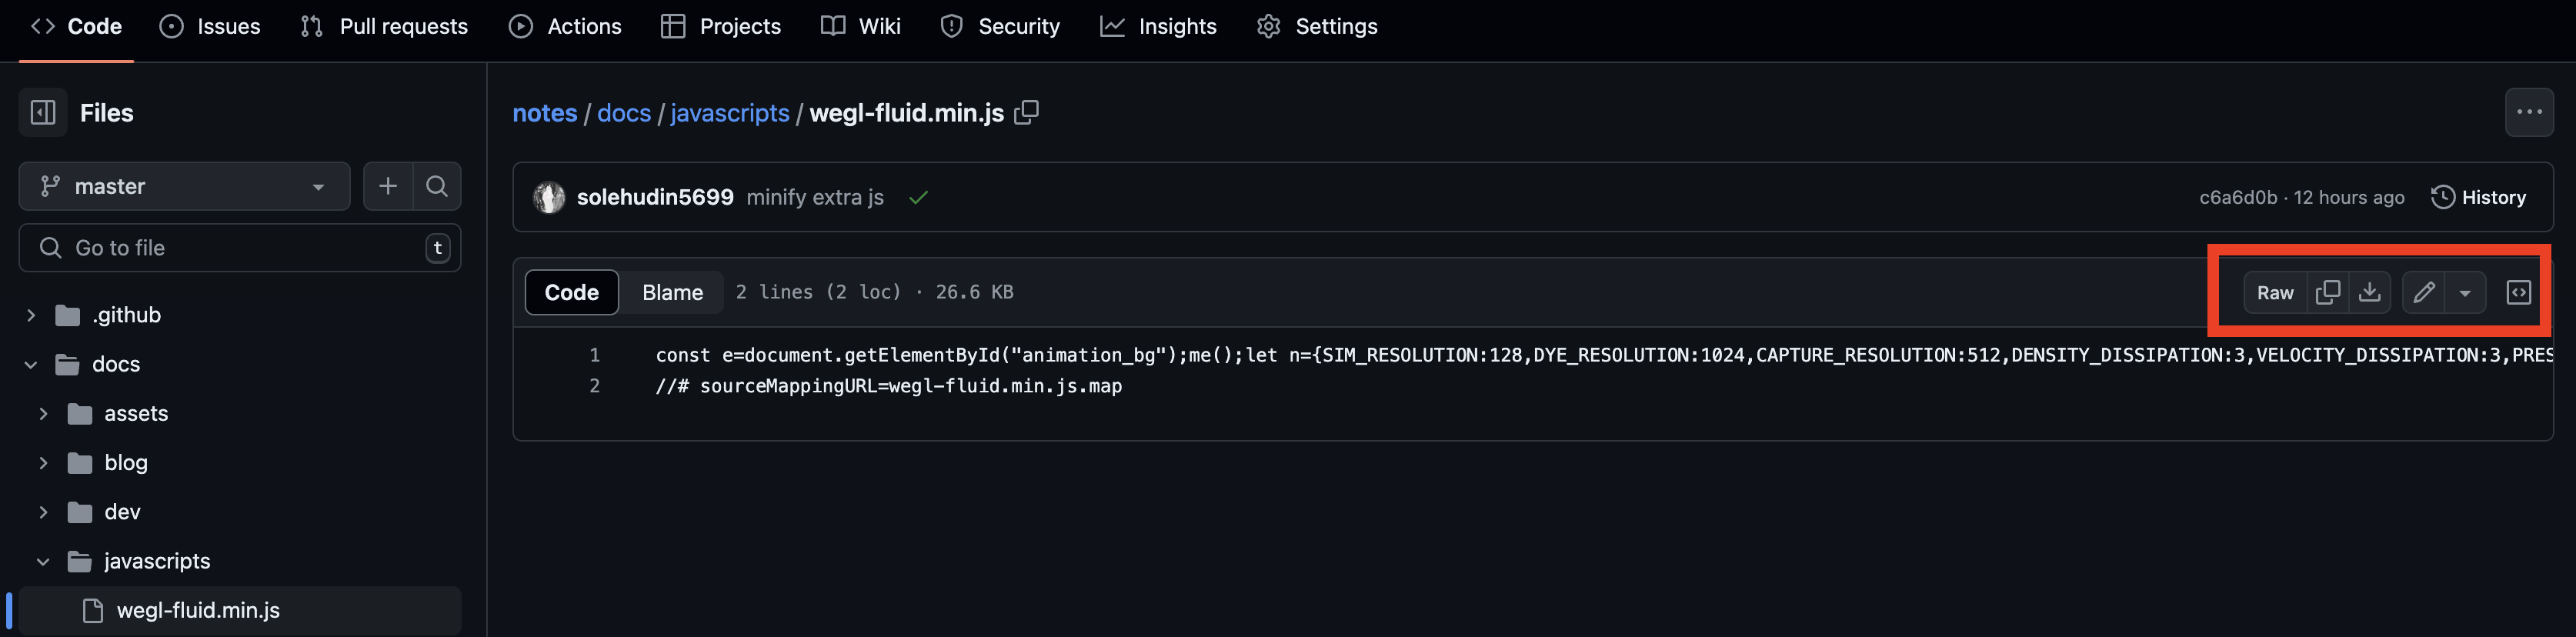 Code Issues Pull requests Actions Projects Wiki Security Insights Settings
Files
master
Go to file t
.github
docs
assets
blog
dev
javascripts
wegl-fluid.min.js
notes / docs / javascripts / wegl-fluid.min.js
solehudin5699 minify extra js c6a6d0b · 12 hours ago History
Code Blame 2 lines (2 loc) · 26.6 KB Raw
1 const e=document.getElementById("animation_bg");me();let n={SIM_RESOLUTION:128,DYE_RESOLUTION:1024,CAPTURE_RESOLUTION:512,DENSITY_DISSIPATION:3,VELOCITY_DISSIPATION:3,PRES
2 //# sourceMappingURL=wegl-fluid.min.js.map